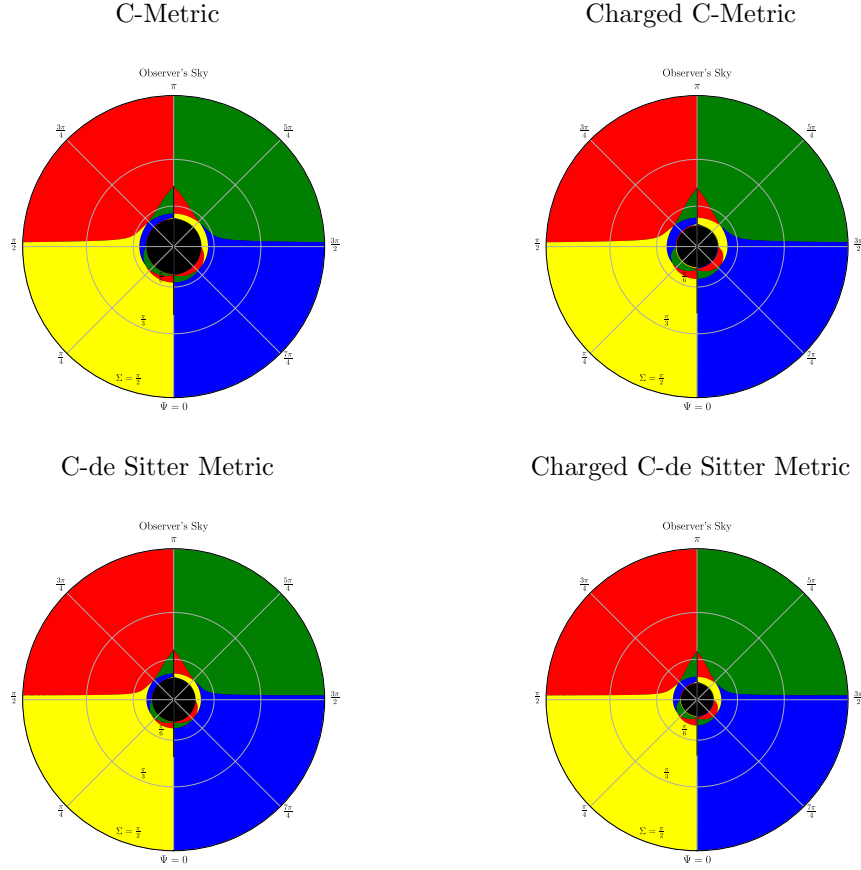 C-Metric
Charged C-Metric
Observer's Sky
π
3π/4
5π/4
π/2
3π/2
π/6
π/3
π/4
7π/4
Σ = π/2
Ψ = 0
Observer's Sky
π
3π/4
5π/4
π/2
3π/2
π/6
π/3
π/4
7π/4
Σ = π/2
Ψ = 0
C-de Sitter Metric
Charged C-de Sitter Metric
Observer's Sky
π
3π/4
5π/4
π/2
3π/2
π/6
π/3
π/4
7π/4
Σ = π/2
Ψ = 0
Observer's Sky
π
3π/4
5π/4
π/2
3π/2
π/6
π/3
π/4
7π/4
Σ = π/2
Ψ = 0